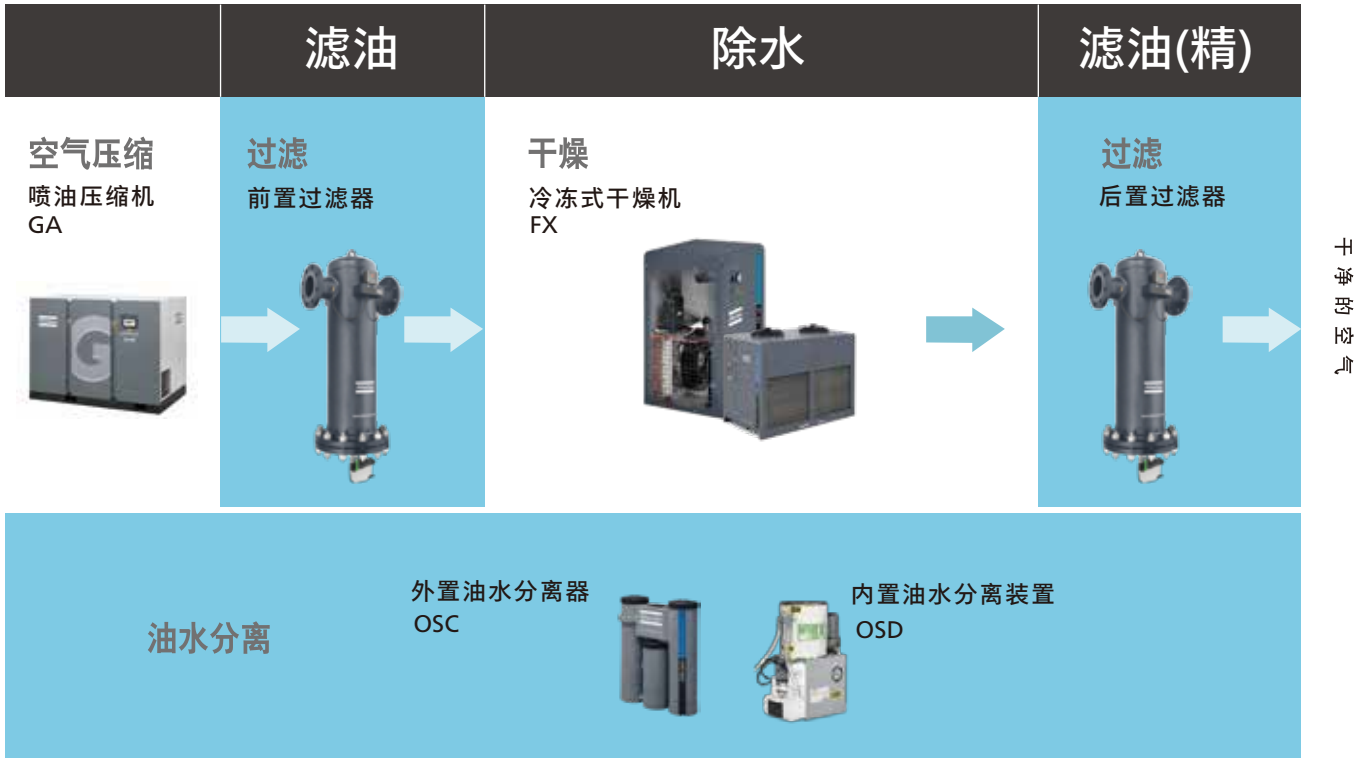 滤油
除水
滤油(精)
空气压缩
喷油压缩机
GA
过滤
前置过滤器
干燥
冷冻式干燥机
FX
过滤
后置过滤器
G
干净的空气
油水分离
外置油水分离器
OSC
内置油水分离装置
OSD